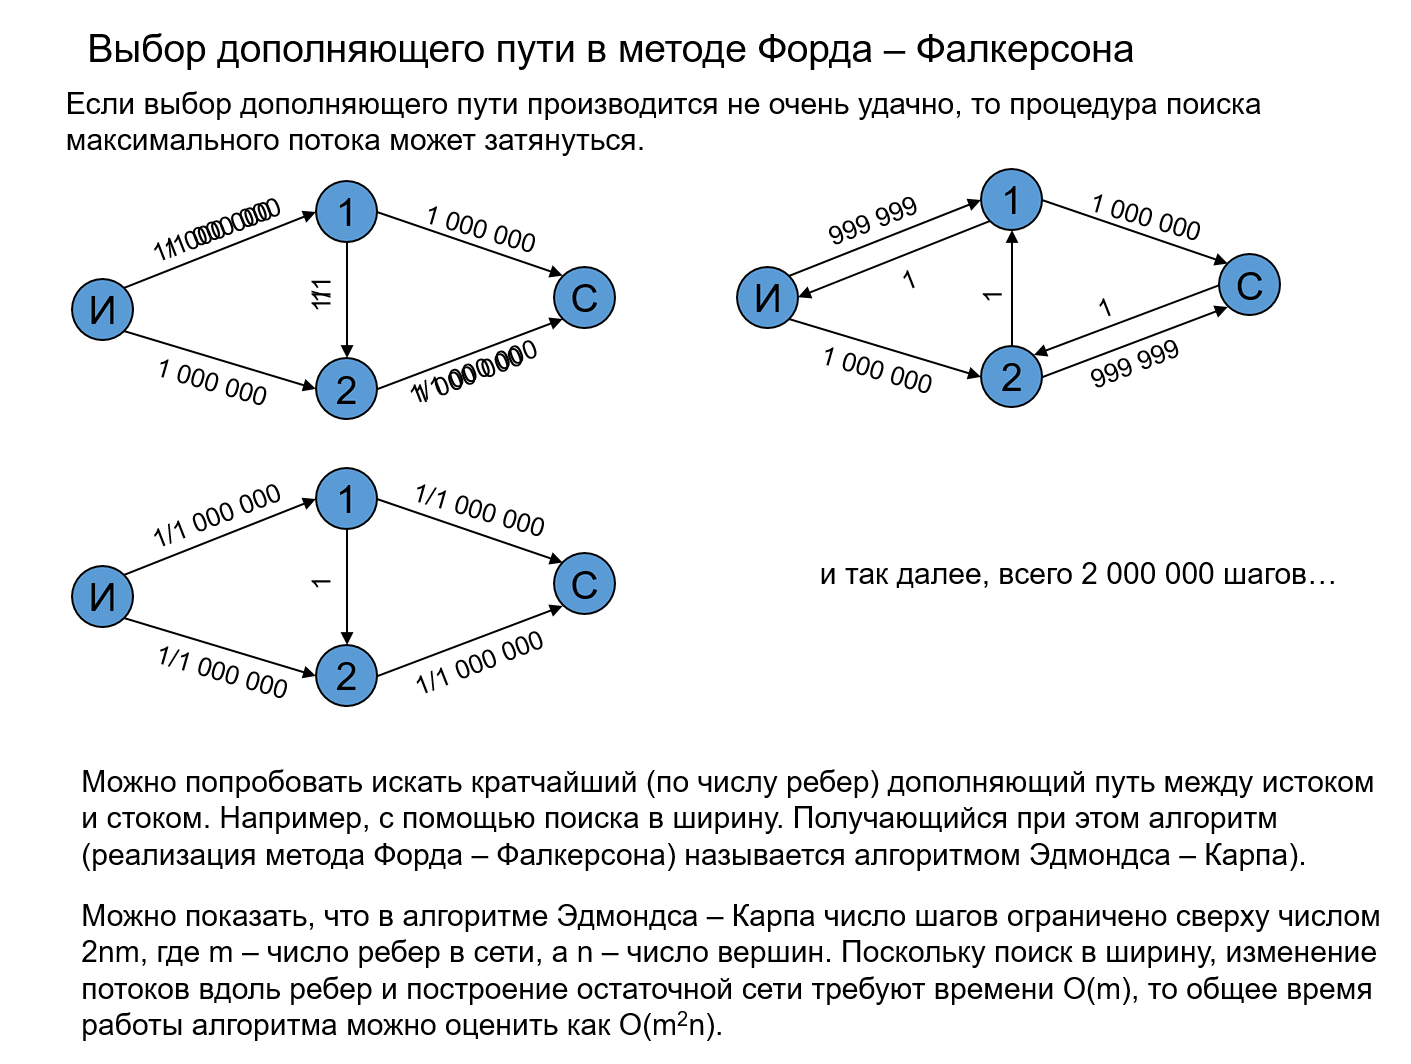 Выбор дополняющего пути в методе Форда – Фалкерсона
Если выбор дополняющего пути производится не очень удачно, то процедура поиска
максимального потока может затянуться.
1
1 000 000
И
С
1 000 000
2
1
999 999
1 000 000
1
И
1
1
С
1 000 000
2
999 999
1
1/1 000 000
1/1 000 000
И
1
С
1/1 000 000
2
1/1 000 000
и так далее, всего 2 000 000 шагов…
Можно попробовать искать кратчайший (по числу ребер) дополняющий путь между истоком
и стоком. Например, с помощью поиска в ширину. Получающийся при этом алгоритм
(реализация метода Форда – Фалкерсона) называется алгоритмом Эдмондса – Карпа).
Можно показать, что в алгоритме Эдмондса – Карпа число шагов ограничено сверху числом
2nm, где m – число ребер в сети, а n – число вершин. Поскольку поиск в ширину, изменение
потоков вдоль ребер и построение остаточной сети требуют времени O(m), то общее время
работы алгоритма можно оценить как O(m²n).